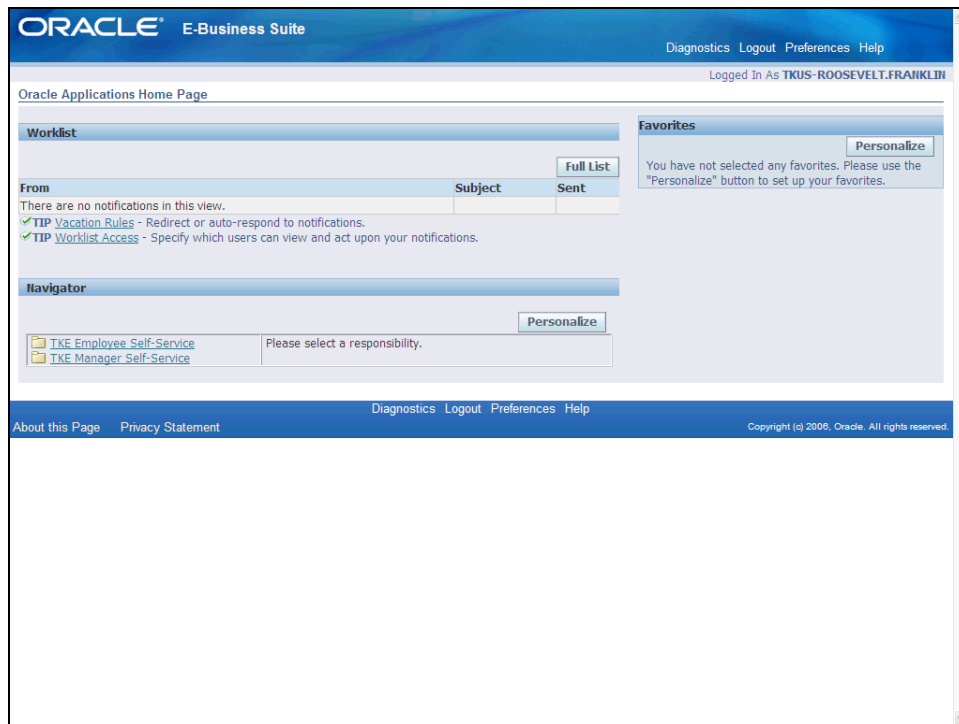 ORACLE® E-Business Suite
Diagnostics Logout Preferences Help
Logged In As TKUS-ROOSEVELT.FRANKLIN
Oracle Applications Home Page
Worklist
Full List
From Subject Sent
There are no notifications in this view.
TIP Vacation Rules - Redirect or auto-respond to notifications.
TIP Worklist Access - Specify which users can view and act upon your notifications.
Favorites
Personalize
You have not selected any favorites. Please use the
"Personalize" button to set up your favorites.
Navigator
Personalize
TKE Employee Self-Service Please select a responsibility.
TKE Manager Self-Service
Diagnostics Logout Preferences Help
About this Page Privacy Statement Copyright (c) 2006, Oracle. All rights reserved.